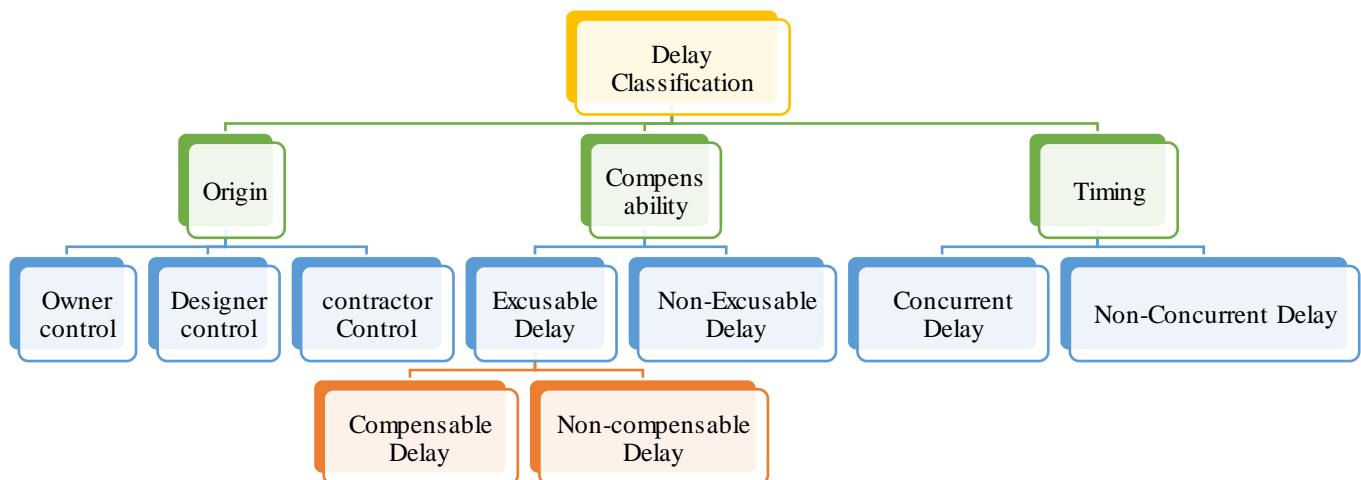 Delay
Classification
Origin
Compens
ability
Timing
Owner
control
Designer
control
contractor
Control
Excusable
Delay
Non-Excusable
Delay
Concurrent
Delay
Non-Concurrent Delay
Compensable
Delay
Non-compensable
Delay